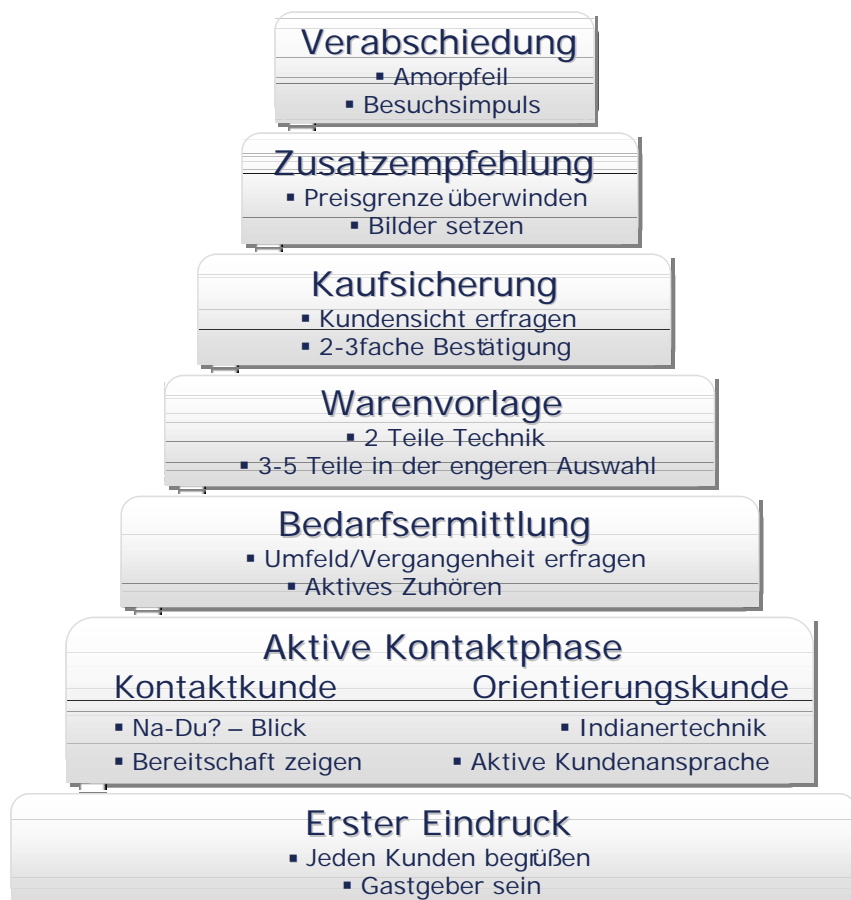 Verabschiedung
▪ Amorpfeil
▪ Besuchsimpuls
Zusatzempfehlung
▪ Preisgrenze überwinden
▪ Bilder setzen
Kaufsicherung
▪ Kundensicht erfragen
▪ 2-3fache Bestätigung
Warenvorlage
▪ 2 Teile Technik
▪ 3-5 Teile in der engeren Auswahl
Bedarfsermittlung
▪ Umfeld/Vergangenheit erfragen
▪ Aktives Zuhören
Aktive Kontaktphase
Kontaktkunde Orientierungskunde
▪ Na-Du? – Blick ▪ Indianertechnik
▪ Bereitschaft zeigen ▪ Aktive Kundenansprache
Erster Eindruck
▪ Jeden Kunden begrüßen
▪ Gastgeber sein